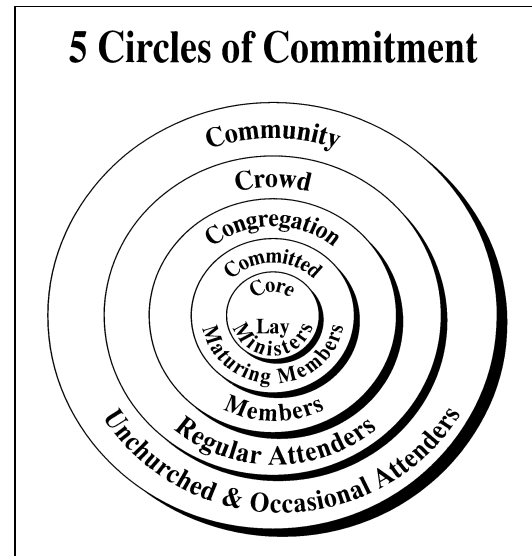 5 Circles of Commitment
Community
Crowd
Congregation
Committed
Core
Lay
Ministers
Maturing Members
Members
Regular Attenders
Unchurched & Occasional Attenders